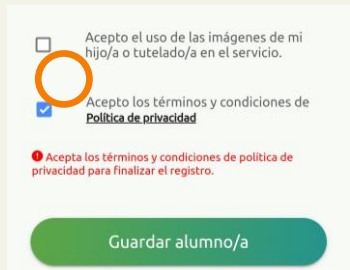 Acepto el uso de las imágenes de mi
hijo/a o tutelado/a en el servicio.
Acepto los términos y condiciones de
Política de privacidad
Acepta los términos y condiciones de política de
privacidad para finalizar el registro.
Guardar alumno/a